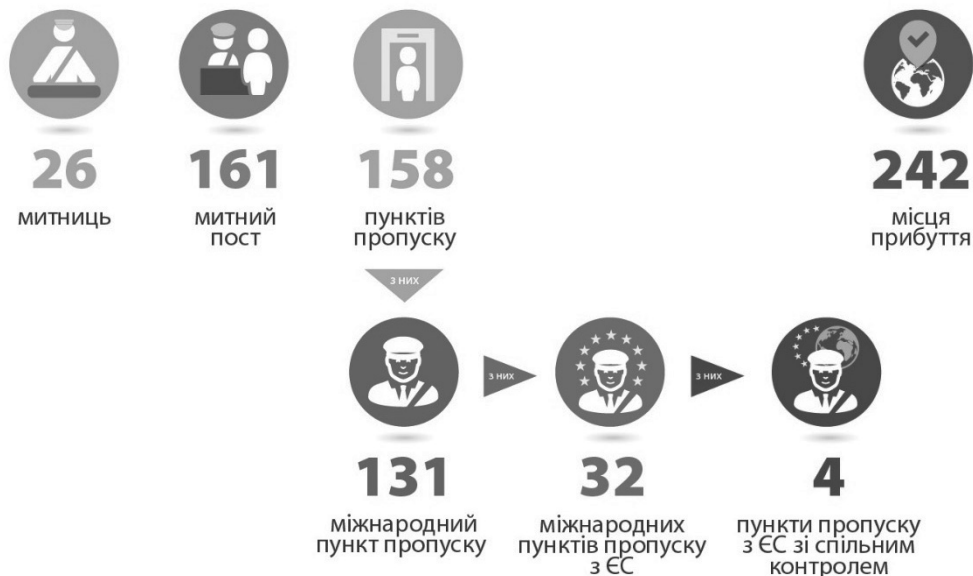 26
митниць
161
митний
пост
158
пунктів
пропуску
242
місця
прибуття
з них
131
міжнародний
пункт пропуску
з них
32
міжнародних
пунктів пропуску
з ЄС
з них
4
пункти пропуску
з ЄС зі спільним
контролем